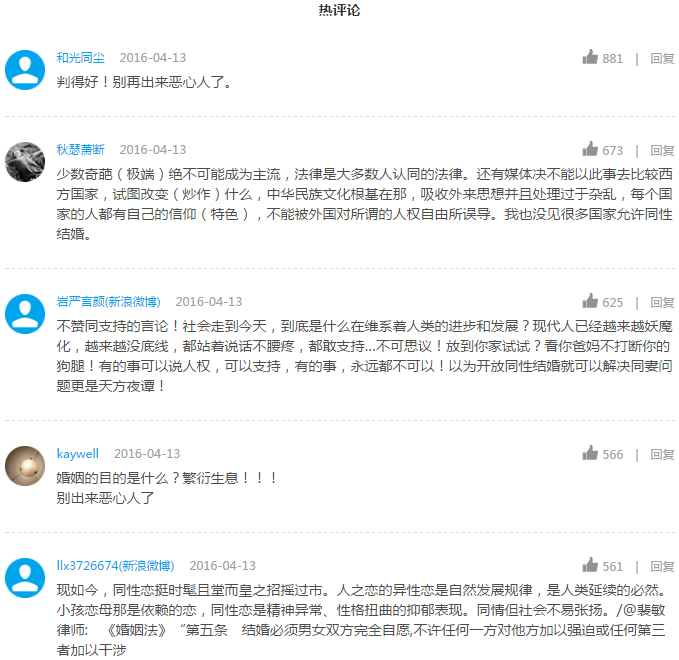 热评论
和光同尘 2016-04-13 881 | 回复
判得好！别再出来恶心人了。
秋瑟萧断 2016-04-13 673 | 回复
少数奇葩（极端）绝不可能成为主流，法律是大多数人认同的法律。还有媒体决不能以此事去比较西
方国家，试图改变（炒作）什么，中华民族文化根基在那，吸收外来思想并且处理过于杂乱，每个国
家的人都有自己的信仰（特色），不能被外国对所谓的人权自由所误导。我也没见很多国家允许同性
结婚。
岩严言颜(新浪微博) 2016-04-13 625 | 回复
不赞同支持的言论！社会走到今天，到底是什么在维系着人类的进步和发展？现代人已经越来越妖魔
化，越来越没底线，都站着说话不腰疼，都敢支持...不可思议！放到你家试试？看你爸妈不打断你的
狗腿！有的事可以说人权，可以支持，有的事，永远都不可以！以为开放同性结婚就可以解决同妻问
题更是天方夜谭！
kaywell 2016-04-13 566 | 回复
婚姻的目的是什么？繁衍生息！！！
别出来恶心人了
llx3726674(新浪微博) 2016-04-13 561 | 回复
现如今，同性恋挺时髦且堂而皇之招摇过市。人之恋的异性恋是自然发展规律，是人类延续的必然。
小孩恋母那是依赖的恋，同性恋是精神异常、性格扭曲的抑郁表现。同情但社会不易张扬。/@裴敏
律师: 《婚姻法》“第五条 结婚必须男女双方完全自愿,不许任何一方对他方加以强迫或任何第三
者加以干涉